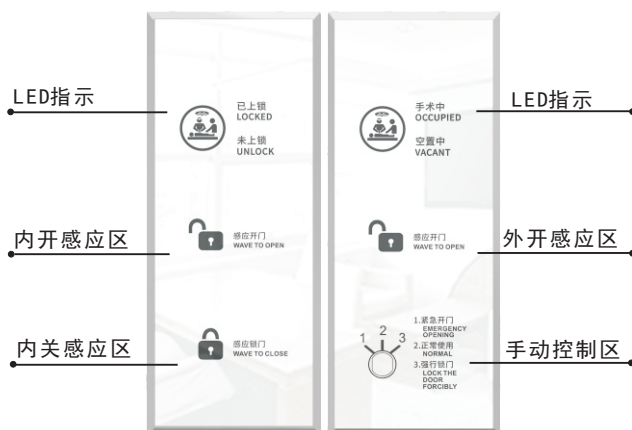 LED指示
已上锁
LOCKED
未上锁
UNLOCK
内开感应区
感应开门
WAVE TO OPEN
内关感应区
感应锁门
WAVE TO CLOSE
手术中
OCCUPIED
空置中
VACANT
LED指示
感应开门
WAVE TO OPEN
外开感应区
1 2 3
1.紧急开门
EMERGENCY
OPENING
2.正常使用
NORMAL
3.强行锁门
LOCK THE
DOOR
FORCIBLY
手动控制区